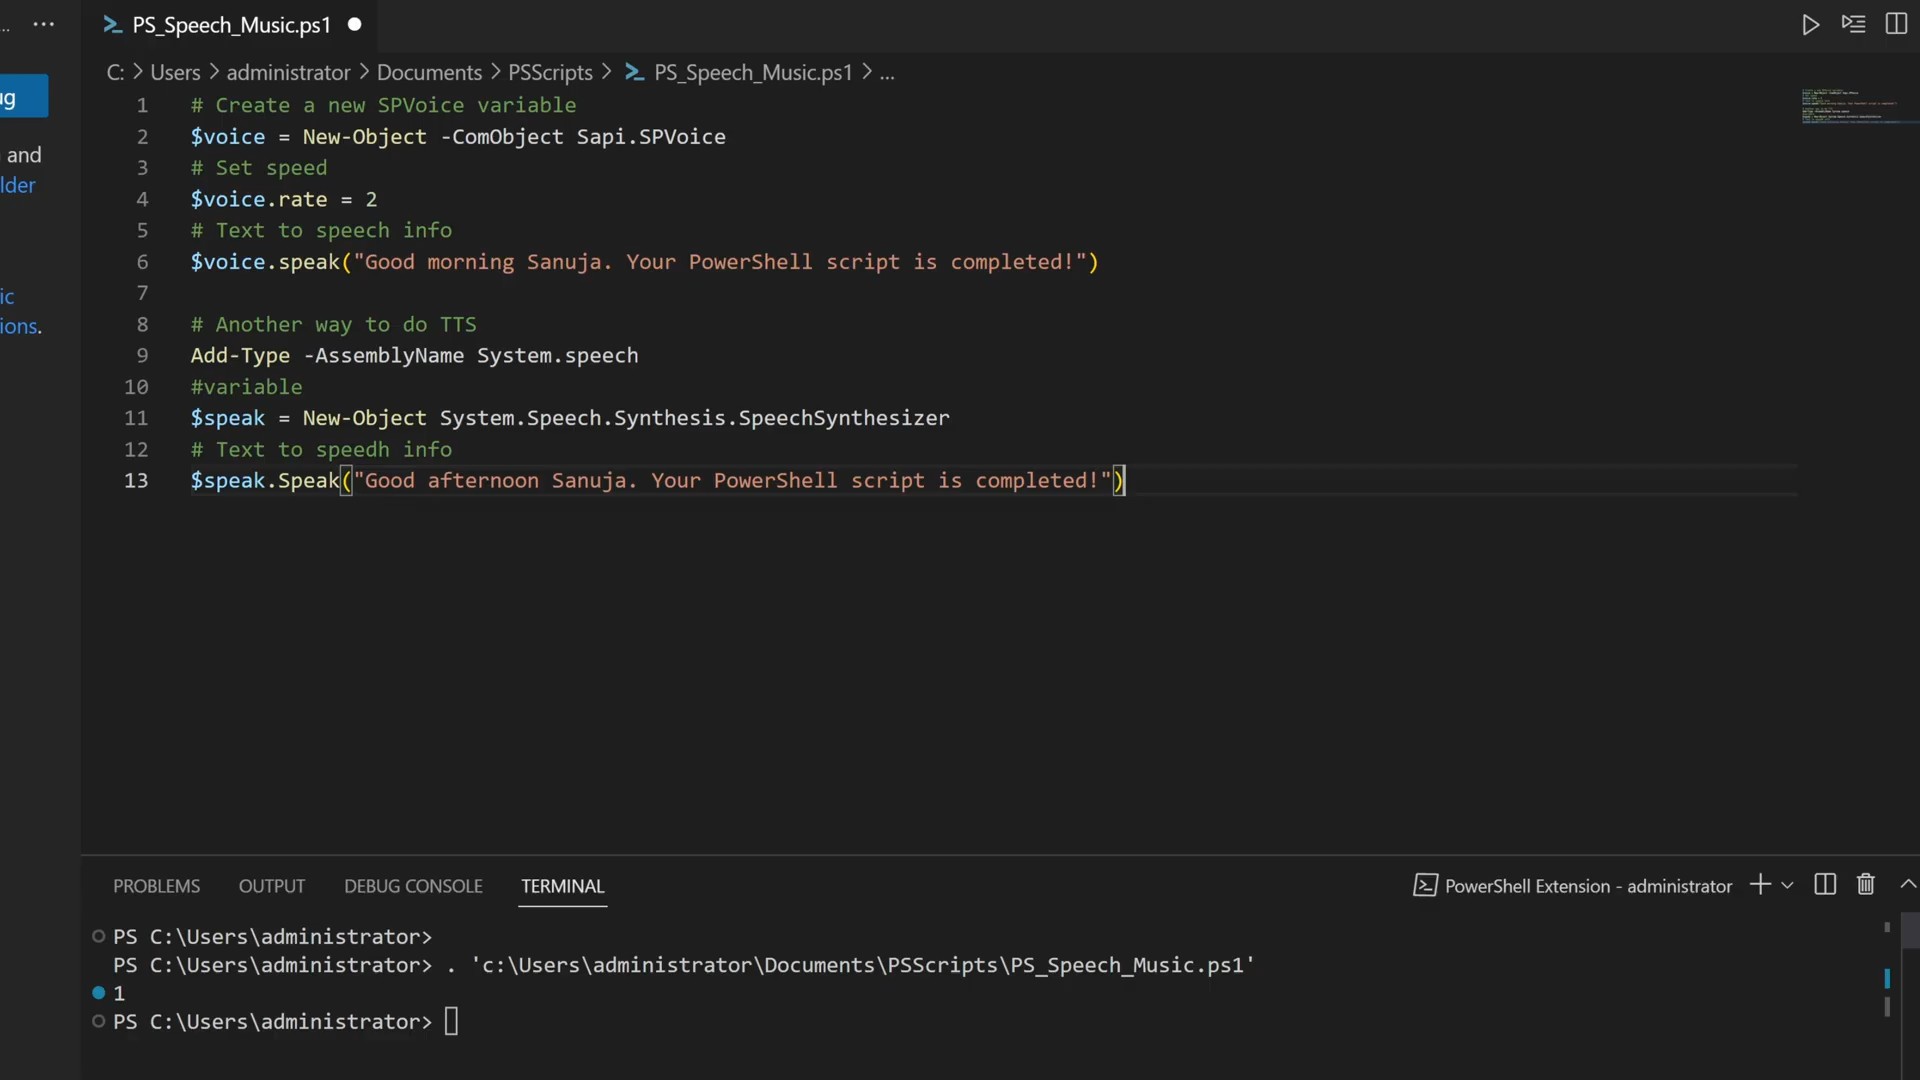 ... ··· PS_Speech_Music.ps1
C: > Users > administrator > Documents > PSScripts > PS_Speech_Music.ps1 > ...
ug
and
lder
ic
ions.
1 # Create a new SPVoice variable
2 $voice = New-Object -ComObject Sapi.SPVoice
3 # Set speed
4 $voice.rate = 2
5 # Text to speech info
6 $voice.speak("Good morning Sanuja. Your PowerShell script is completed!")
7
8 # Another way to do TTS
9 Add-Type -AssemblyName System.speech
10 #variable
11 $speak = New-Object System.Speech.Synthesis.SpeechSynthesizer
12 # Text to speedh info
13 $speak.Speak("Good afternoon Sanuja. Your PowerShell script is completed!")
PROBLEMS OUTPUT DEBUG CONSOLE TERMINAL PowerShell Extension - administrator
PS C:\Users\administrator>
PS C:\Users\administrator> . 'c:\Users\administrator\Documents\PSScripts\PS_Speech_Music.ps1'
1
PS C:\Users\administrator>